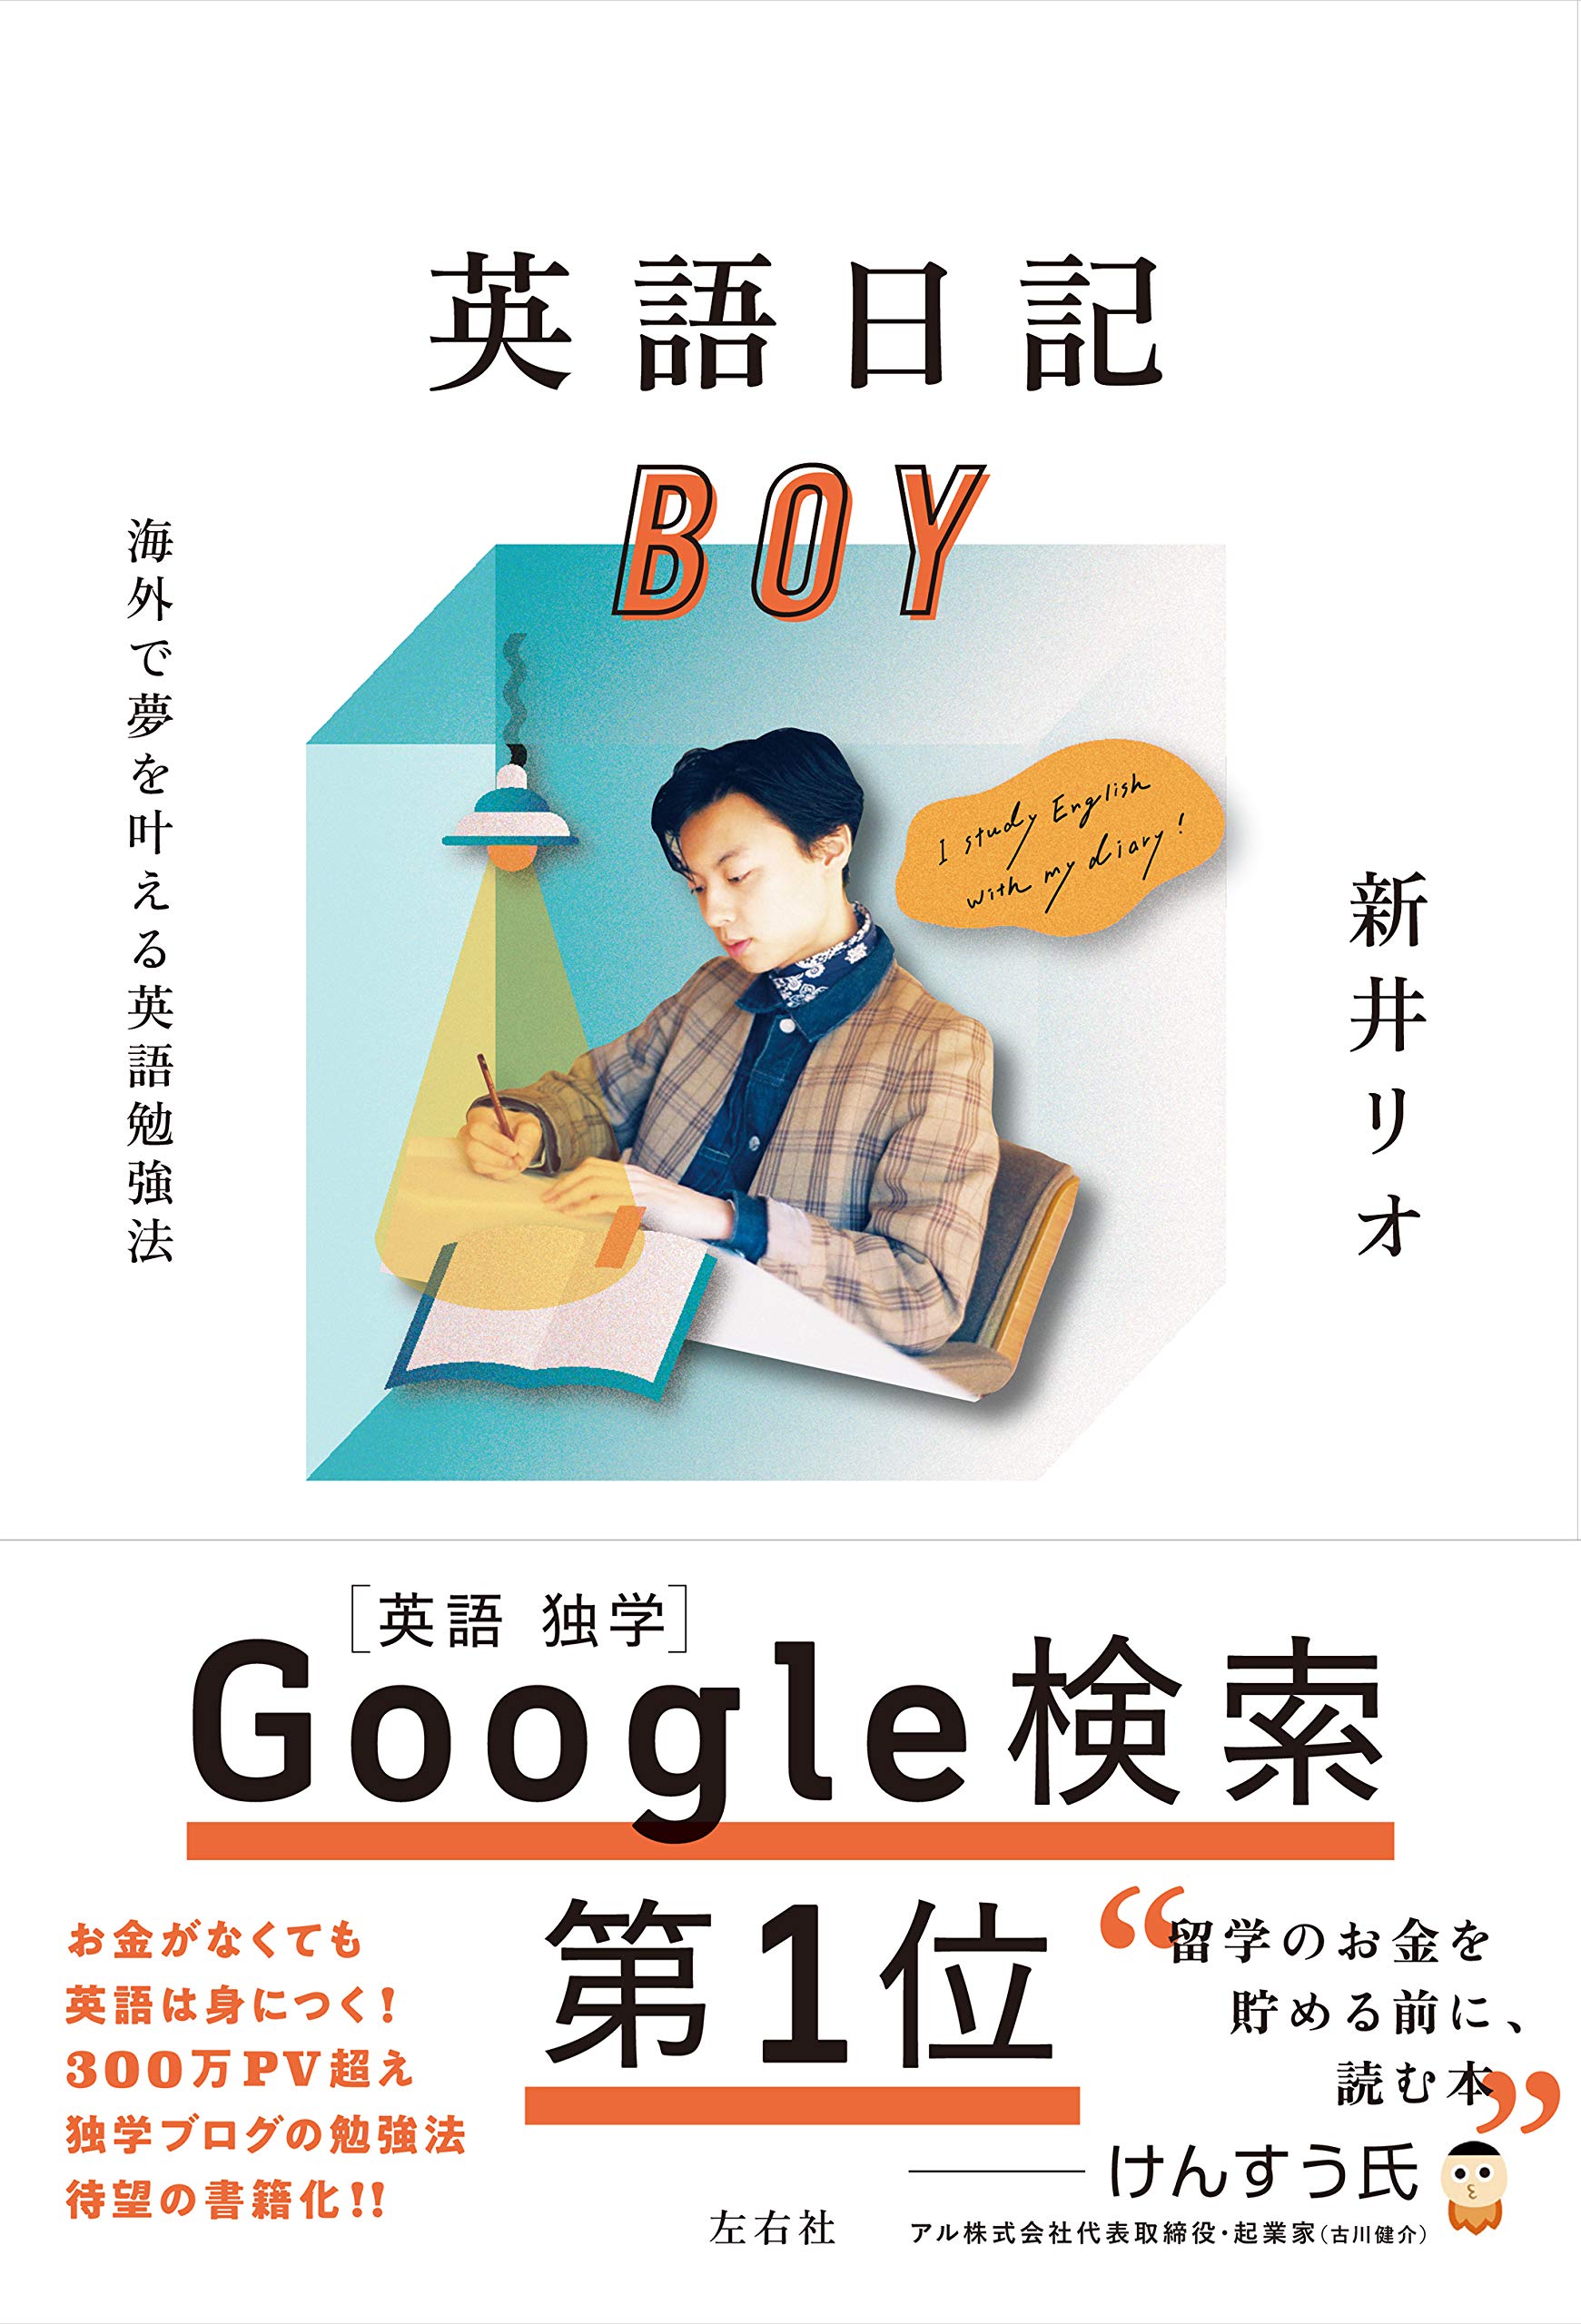 英語日記
BOY
海外で夢を叶える英語勉強法
I study English
with my diary!
新井リオ
[英語 独学]
Google検索
第1位
お金がなくても
英語は身につく!
300万PV超え
独学ブログの勉強法
待望の書籍化!!
“留学のお金を
貯める前に、
読む本”
けんすう氏
アル株式会社代表取締役・起業家(古川健介)
左右社